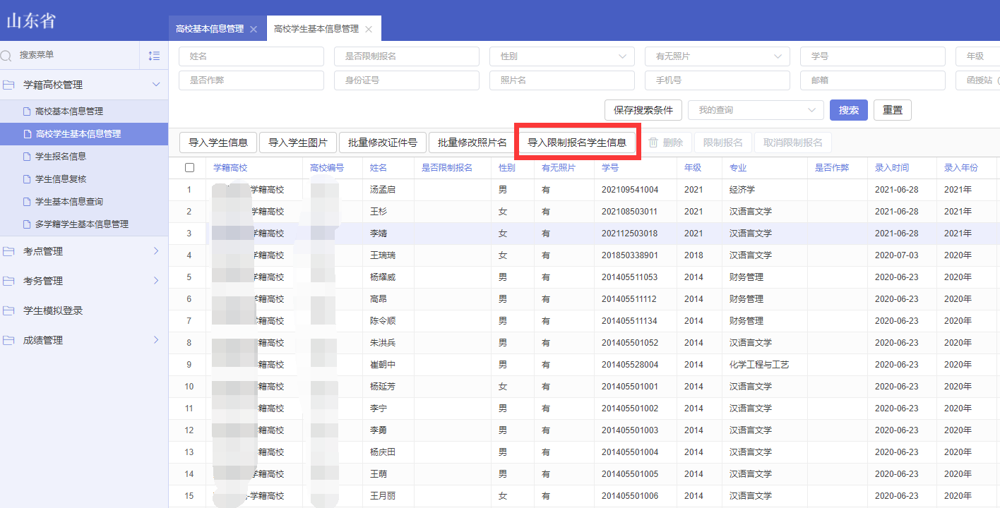 山东省
高校基本信息管理
高校学生基本信息管理
搜索菜单
学籍高校管理
高校基本信息管理
高校学生基本信息管理
学生报名信息
学生信息复核
学生基本信息查询
多学籍学生基本信息管理
考点管理
考务管理
学生模拟登录
成绩管理
姓名 是否限制报名 性别 有无照片 学号 年级
是否作弊 身份证号 照片名 手机号 邮箱 函授站（
保存搜索条件 我的查询 搜索 重置
导入学生信息 导入学生图片 批量修改证件号 批量修改照片名 导入限制报名学生信息 删除 限制报名 取消限制报名
学籍高校 高校编号 姓名 是否限制报名 性别 有无照片 学号 年级 专业 是否作弊 录入时间 录入年份
1 学籍高校 汤孟启 男 有 202109541004 2021 经济学 2021-06-28 2021年
2 学籍高校 王杉 女 有 202108503011 2021 汉语言文学 2021-06-28 2021年
3 学籍高校 李婧 女 有 202112503018 2021 汉语言文学 2021-06-28 2021年
4 学籍高校 王瑞瑞 女 有 201850338901 2018 汉语言文学 2020-07-03 2020年
5 学籍高校 杨耀威 男 有 201405511053 2014 财务管理 2020-06-23 2020年
6 籍高校 高昂 男 有 201405511112 2014 财务管理 2020-06-23 2020年
7 籍高校 陈令顺 男 有 201405511134 2014 财务管理 2020-06-23 2020年
8 籍高校 朱洪兵 男 有 201405501052 2014 汉语言文学 2020-06-23 2020年
9 籍高校 崔朝中 男 有 201405528004 2014 化学工程与工艺 2020-06-23 2020年
10 籍高校 杨延芳 女 有 201405501001 2014 汉语言文学 2020-06-23 2020年
11 籍高校 李宁 男 有 201405501002 2014 汉语言文学 2020-06-23 2020年
12 籍高校 李勇 男 有 201405501003 2014 汉语言文学 2020-06-23 2020年
13 籍高校 杨庆田 男 有 201405501004 2014 汉语言文学 2020-06-23 2020年
14 学籍高校 王萌 男 有 201405501005 2014 汉语言文学 2020-06-23 2020年
15 -学籍高校 王月丽 女 有 201405501006 2014 汉语言文学 2020-06-23 2020年